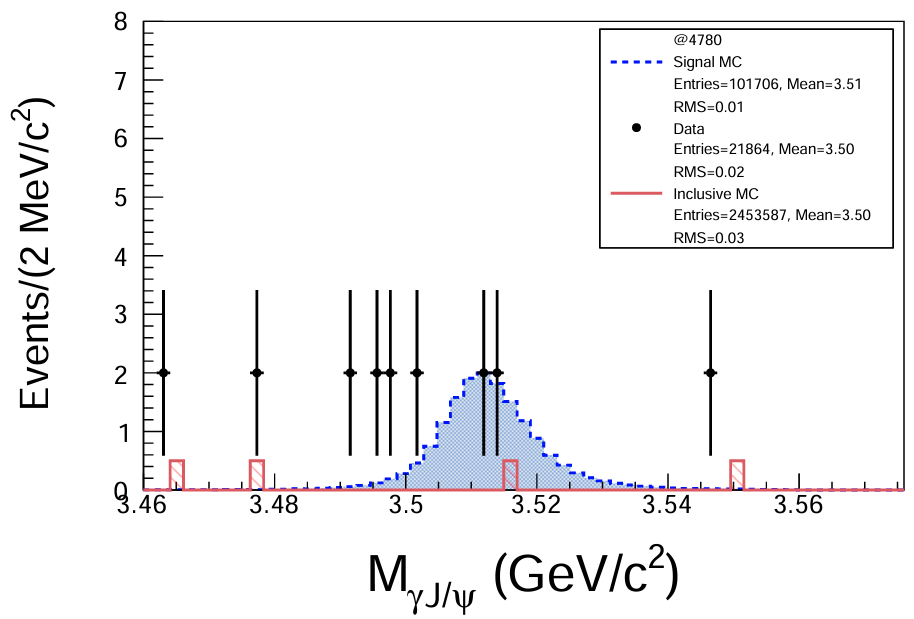 Events/(2 MeV/c²)
8
7
6
5
4
3
2
1
0
@4780
Signal MC
Entries=101706, Mean=3.51
RMS=0.01
Data
Entries=21864, Mean=3.50
RMS=0.02
Inclusive MC
Entries=2453587, Mean=3.50
RMS=0.03
3.46 3.48 3.5 3.52 3.54 3.56
M_γJ/ψ (GeV/c²)